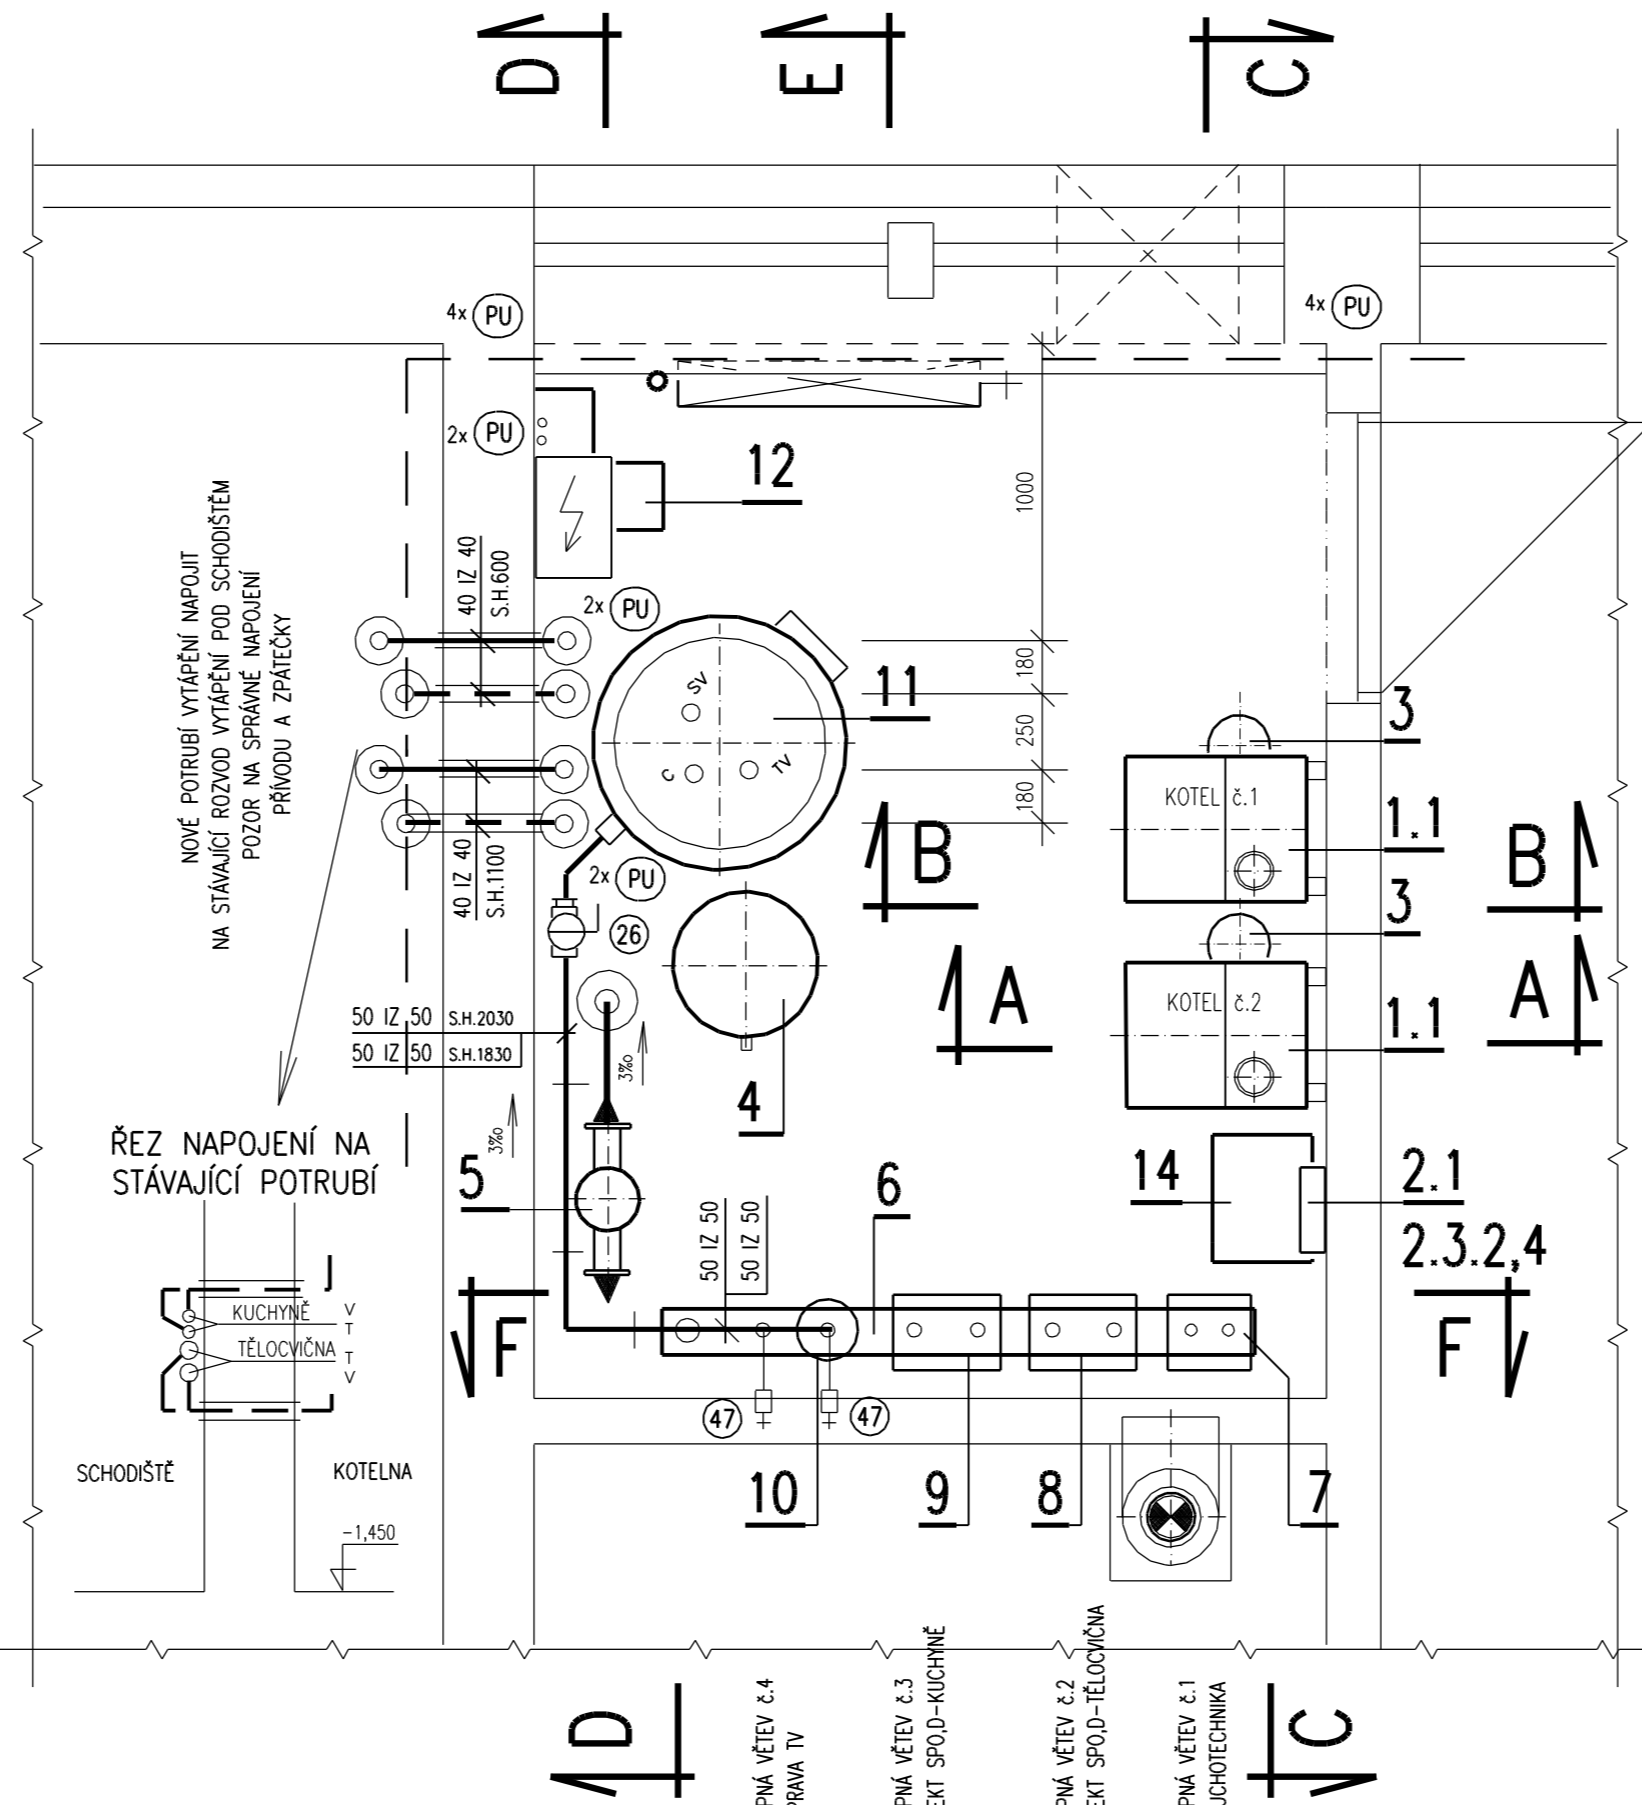 D
E
C
4x PU
4x PU
2x PU
12
1000
NOVÉ POTRUBÍ VYTÁPĚNÍ NAPOJIT
NA STÁVAJÍCÍ ROZVOD VYTÁPĚNÍ POD SCHODIŠTĚM
POZOR NA SPRÁVNÉ NAPOJENÍ
PŘÍVODU A ZPÁTEČKY
40 IZ 40
S.H.600
2x PU
SV
C
TV
11
180
250
180
3
KOTEL č.1
1.1
B
B
40 IZ 40
S.H.1100
2x PU
26
3
KOTEL č.2
1.1
A
A
50 IZ 50 S.H.2030
50 IZ 50 S.H.1830
3‰
3‰
4
ŘEZ NAPOJENÍ NA
STÁVAJÍCÍ POTRUBÍ
5
50 IZ 50
50 IZ 50
6
14
2.1
2.3.2,4
F
F
KUCHYNĚ
V
T
TĚLOCVIČNA
T
V
47
47
SCHODIŠTĚ
KOTELNA
-1,450
10
9
8
7
D
PNÁ VĚTEV č.4
PRAVA TV
PNÁ VĚTEV č.3
EKT SPO,D-KUCHYNĚ
PNÁ VĚTEV č.2
EKT SPO,D-TĚLOCVIČNA
PNÁ VĚTEV č.1
UCHOTECHNIKA
C